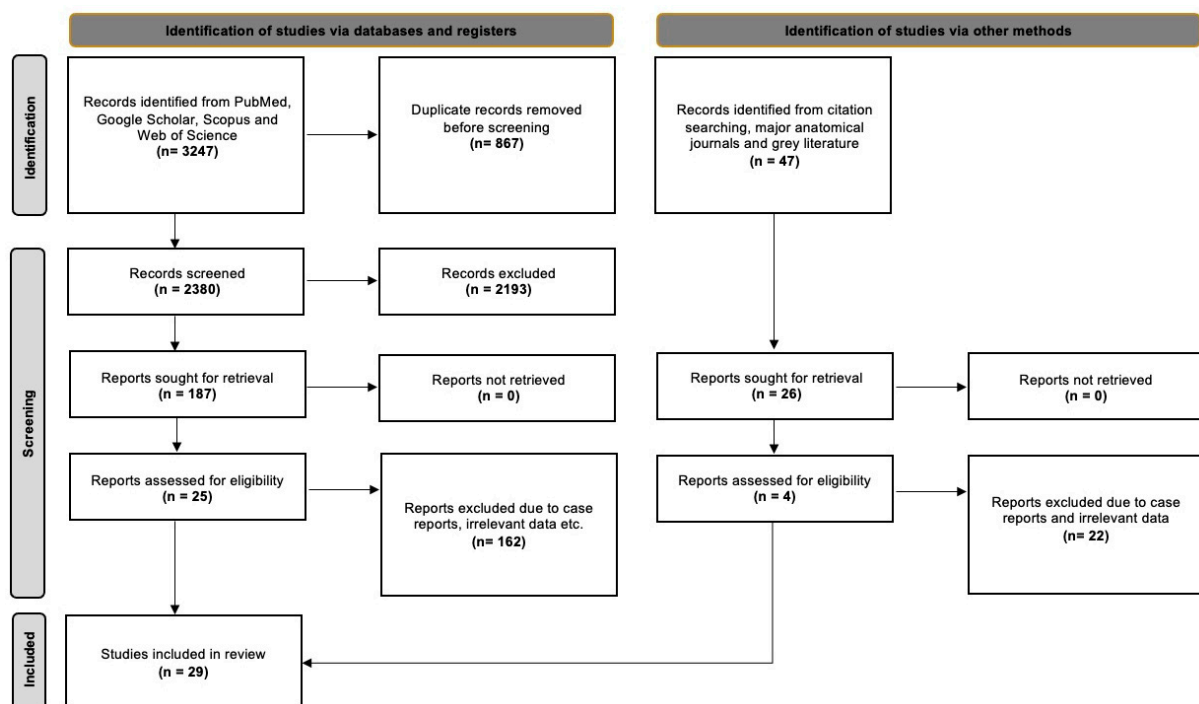 Identification of studies via databases and registers
Identification of studies via other methods
Identification
Records identified from PubMed,
Google Scholar, Scopus and
Web of Science
(n= 3247)
Duplicate records removed
before screening
(n= 867)
Records identified from citation
searching, major anatomical
journals and grey literature
(n = 47)
Screening
Records screened
(n = 2380)
Records excluded
(n = 2193)
Reports sought for retrieval
(n = 187)
Reports not retrieved
(n = 0)
Reports sought for retrieval
(n = 26)
Reports not retrieved
(n = 0)
Reports assessed for eligibility
(n = 25)
Reports excluded due to case
reports, irrelevant data etc.
(n= 162)
Reports assessed for eligibility
(n = 4)
Reports excluded due to case
reports and irrelevant data
(n= 22)
Included
Studies included in review
(n = 29)